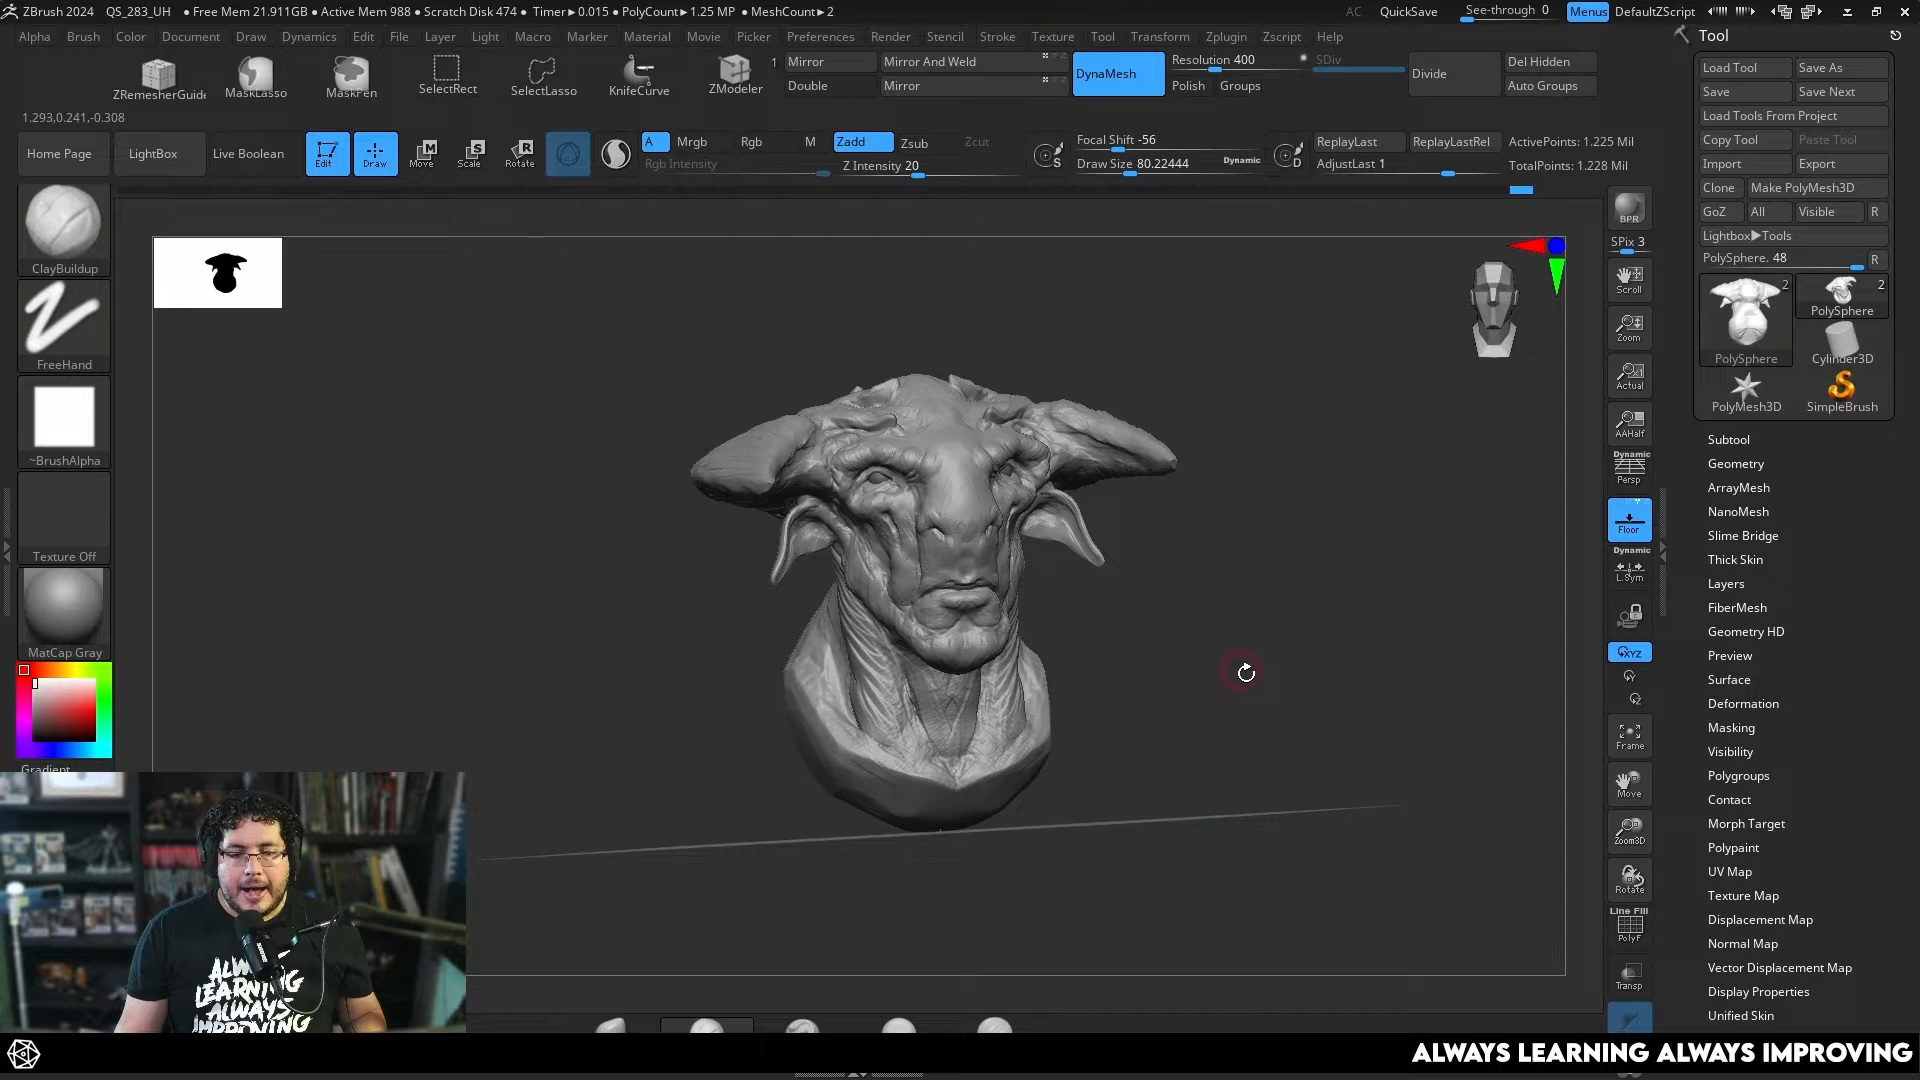 ZBrush 2024 QS_283_UH ● Free Mem 21.911GB ● Active Mem 988 ● Scratch Disk 474 ● Timer►0.015 ● PolyCount►1.25 MP ● MeshCount►2 AC QuickSave See-through 0 Menus DefaultZScript
Alpha Brush Color Document Draw Dynamics Edit File Layer Light Macro Marker Material Movie Picker Preferences Render Stencil Stroke Texture Tool Transform Zplugin Zscript Help
ZRemesherGuide MaskLasso MaskPen SelectRect SelectLasso KnifeCurve ZModeler 1
Mirror Mirror And Weld
Double Mirror
DynaMesh
Resolution 400 SDiv
Polish Groups
Divide
Del Hidden
Auto Groups
1.293,0.241,-0.308
Home Page LightBox Live Boolean Edit Draw Move Scale Rotate
A Mrgb Rgb M Zadd Zsub Zcut
Rgb Intensity Z Intensity 20
S
Focal Shift -56
Draw Size 80.22444 Dynamic
D
ReplayLast ReplayLastRel ActivePoints: 1.225 Mil
AdjustLast 1 TotalPoints: 1.228 Mil
ClayBuildup
FreeHand
~BrushAlpha
Texture Off
MatCap Gray
Gradient
BPR
SPix 3
Scroll
Zoom
Actual
AAHalf
Dynamic
Persp
Floor
Dynamic
L.Sym
XYZ
Y
Z
Frame
Move
Zoom3D
Rotate
Line Fill
PolyF
Transp
Tool
Load Tool Save As
Save Save Next
Load Tools From Project
Copy Tool Paste Tool
Import Export
Clone Make PolyMesh3D
GoZ All Visible R
Lightbox►Tools
PolySphere. 48 R
2 2
PolySphere
PolySphere Cylinder3D
PolyMesh3D SimpleBrush
Subtool
Geometry
ArrayMesh
NanoMesh
Slime Bridge
Thick Skin
Layers
FiberMesh
Geometry HD
Preview
Surface
Deformation
Masking
Visibility
Polygroups
Contact
Morph Target
Polypaint
UV Map
Texture Map
Displacement Map
Normal Map
Vector Displacement Map
Display Properties
Unified Skin
ALWAYS
LEARNING
ALWAYS
IMPROVING
ALWAYS LEARNING ALWAYS IMPROVING